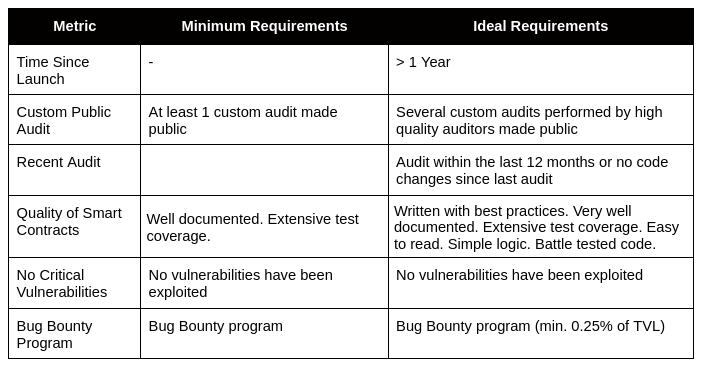 Metric Minimum Requirements Ideal Requirements
Time Since
Launch
-
> 1 Year
Custom Public
Audit
At least 1 custom audit made
public
Several custom audits performed by high
quality auditors made public
Recent Audit
Audit within the last 12 months or no code
changes since last audit
Quality of Smart
Contracts
Well documented. Extensive test
coverage.
Written with best practices. Very well
documented. Extensive test coverage. Easy
to read. Simple logic. Battle tested code.
No Critical
Vulnerabilities
No vulnerabilities have been
exploited
No vulnerabilities have been exploited
Bug Bounty
Program
Bug Bounty program
Bug Bounty program (min. 0.25% of TVL)